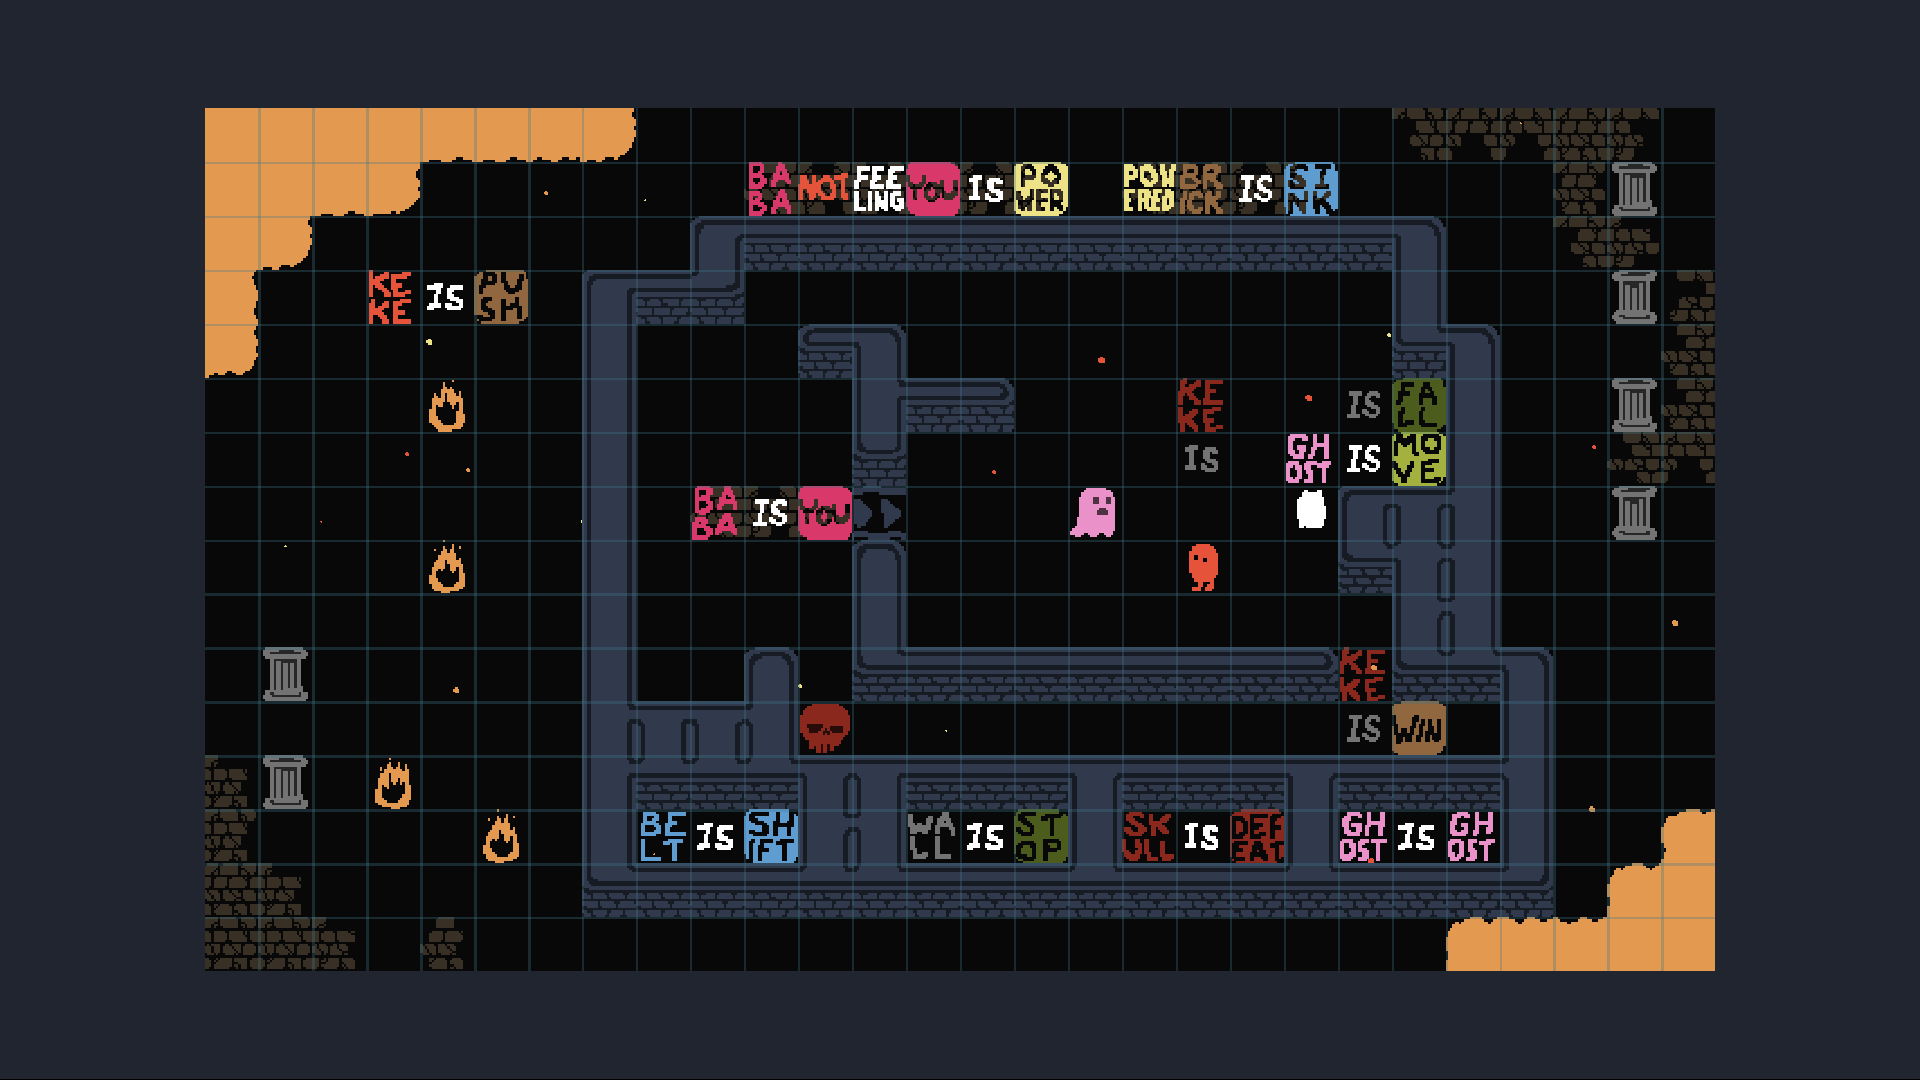 BABA NOT FEELING YOU IS POWER POWERED BRICK IS SINK
KEKE IS PUSH
KEKE IS FALL
IS GHOST IS MOVE
BABA IS YOU
KEKE
IS WIN
BELT IS SHIFT WALL IS STOP SKULL IS DEFEAT GHOST IS GHOST